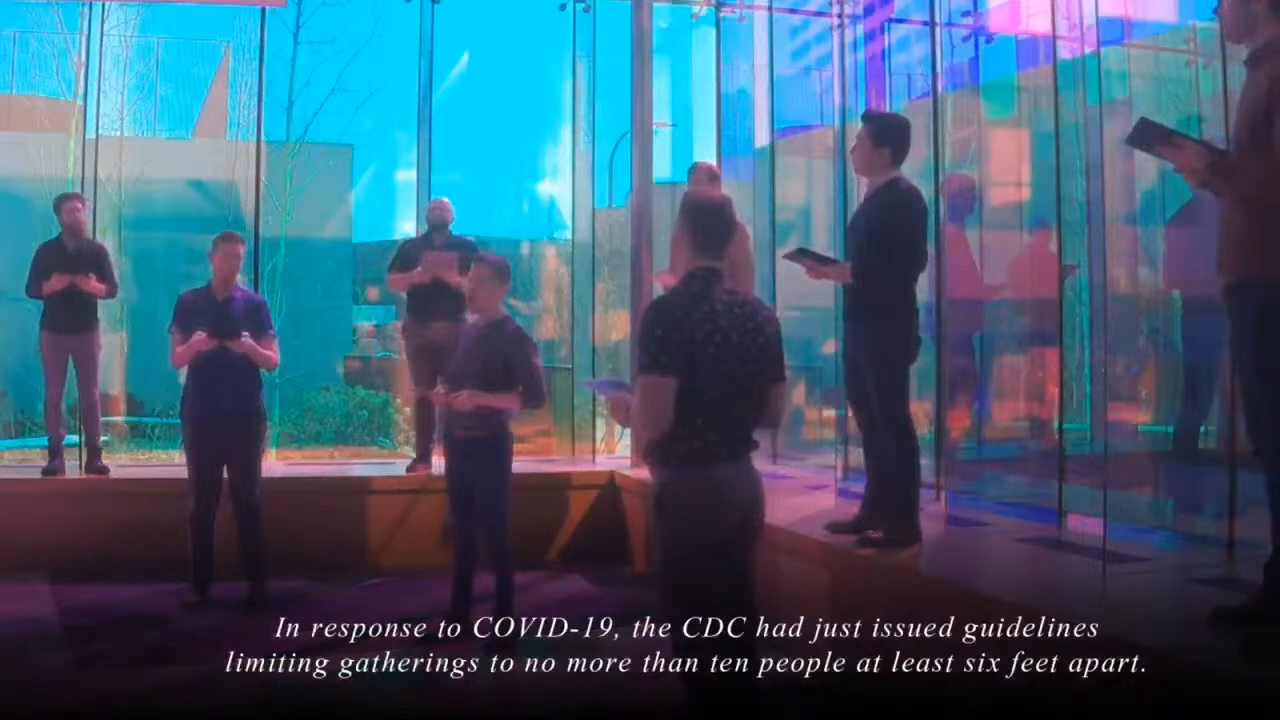 In response to COVID-19, the CDC had just issued guidelines
limiting gatherings to no more than ten people at least six feet apart.